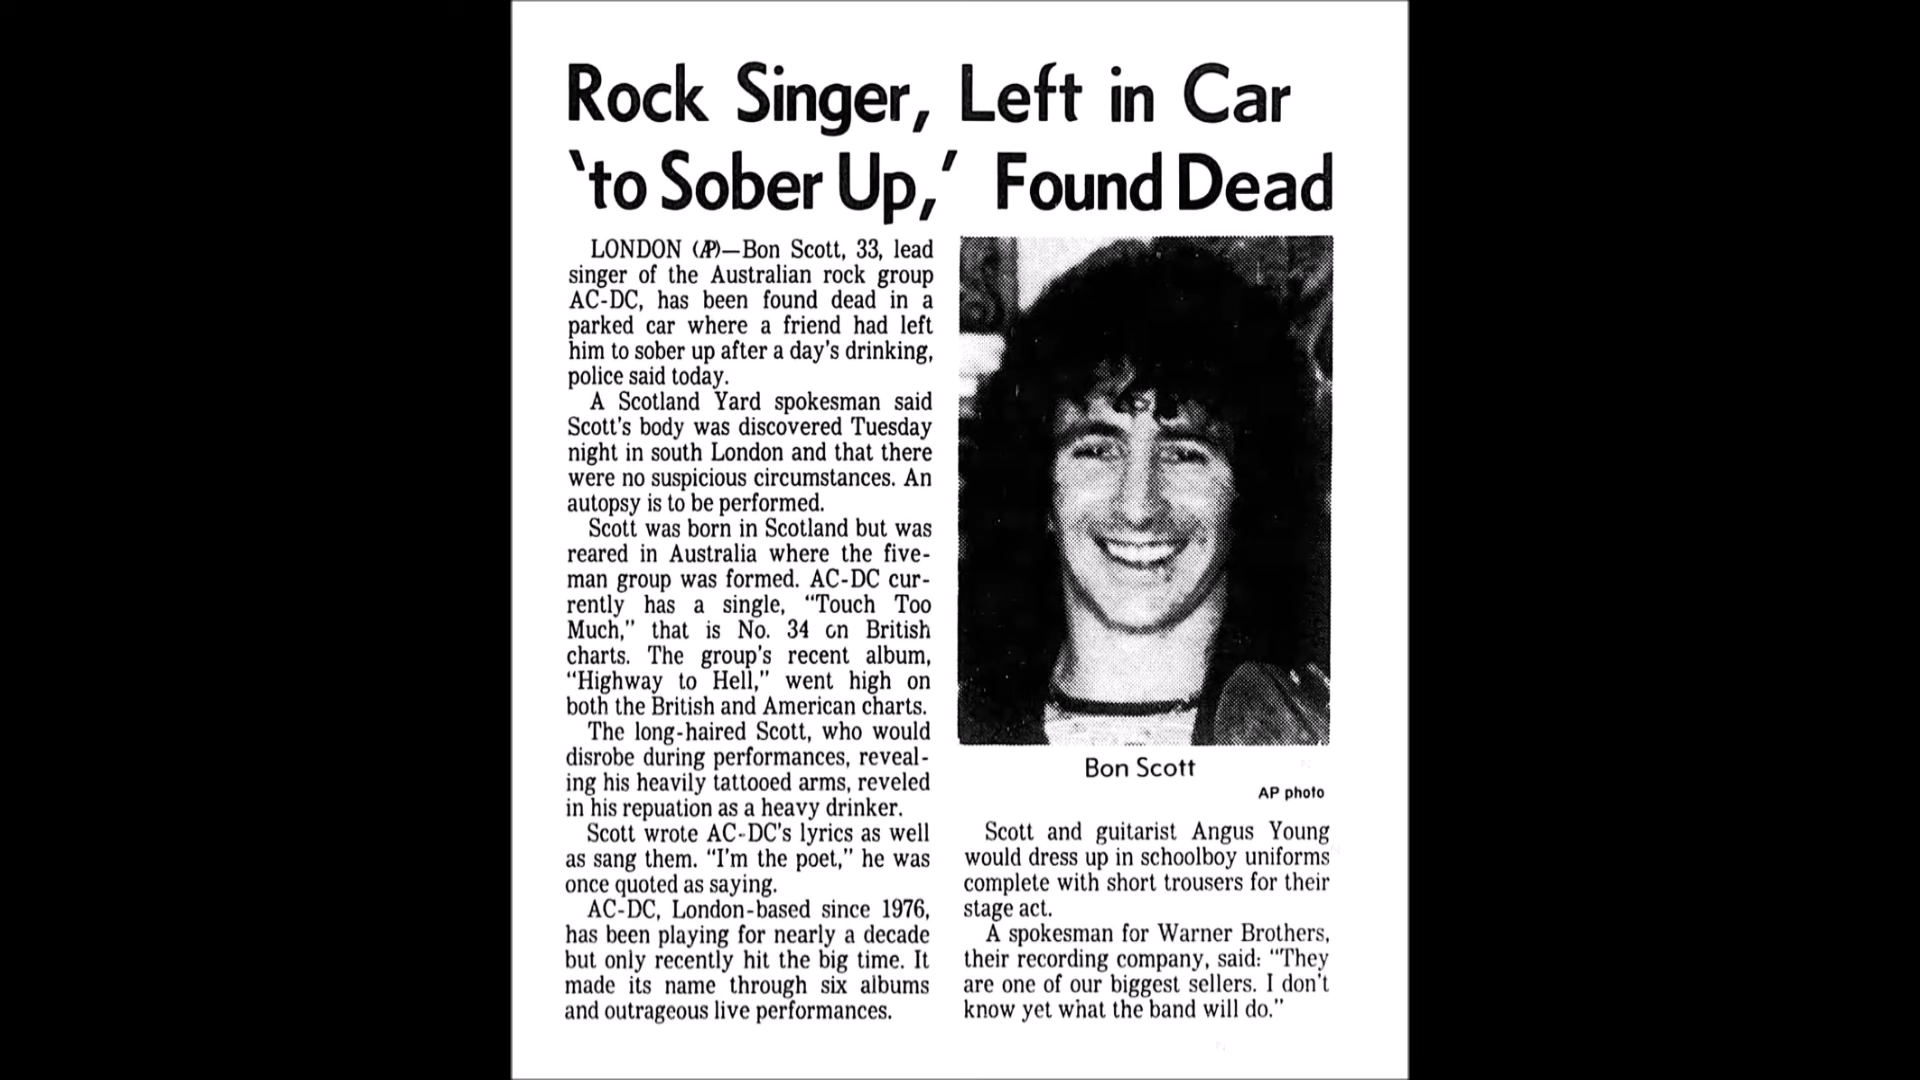 Rock Singer, Left in Car
'to Sober Up,' Found Dead
LONDON (AP)—Bon Scott, 33, lead
singer of the Australian rock group
AC-DC, has been found dead in a
parked car where a friend had left
him to sober up after a day's drinking,
police said today.
A Scotland Yard spokesman said
Scott's body was discovered Tuesday
night in south London and that there
were no suspicious circumstances. An
autopsy is to be performed.
Scott was born in Scotland but was
reared in Australia where the five-
man group was formed. AC-DC cur-
rently has a single, "Touch Too
Much," that is No. 34 on British
charts. The group's recent album,
"Highway to Hell," went high on
both the British and American charts.
The long-haired Scott, who would
disrobe during performances, reveal-
ing his heavily tattooed arms, reveled
in his repuation as a heavy drinker.
Scott wrote AC-DC's lyrics as well
as sang them. "I'm the poet," he was
once quoted as saying.
AC-DC, London-based since 1976,
has been playing for nearly a decade
but only recently hit the big time. It
made its name through six albums
and outrageous live performances.
Bon Scott
AP photo
Scott and guitarist Angus Young
would dress up in schoolboy uniforms
complete with short trousers for their
stage act.
A spokesman for Warner Brothers,
their recording company, said: "They
are one of our biggest sellers. I don't
know yet what the band will do."